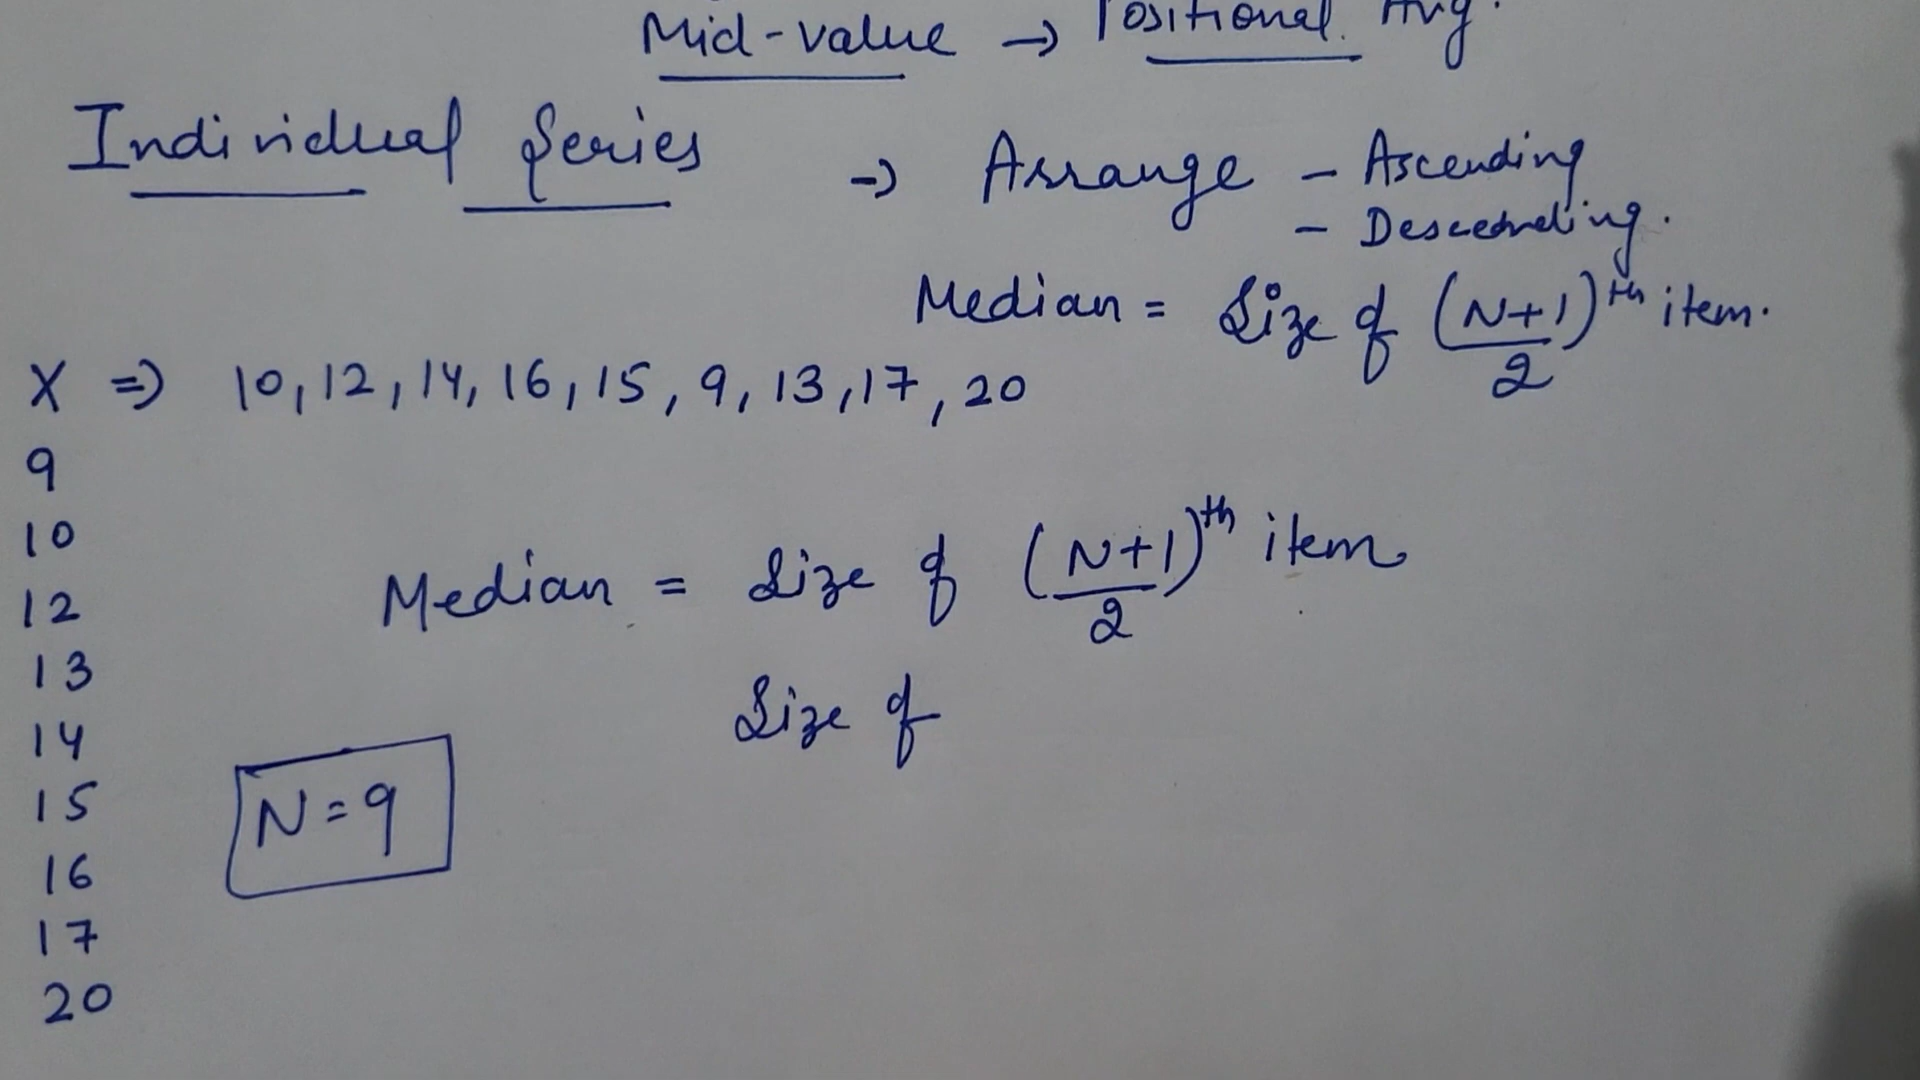 Mid-value → Positional. Avg.
Individual Series → Arrange - Ascending
- Descending.
Median = Size of (N+1)/2 th item.
X ⇒ 10, 12, 14, 16, 15, 9, 13, 17, 20
9
10
12
13
14
15
16
17
20
Median = Size of (N+1)/2 th item
Size of
N = 9